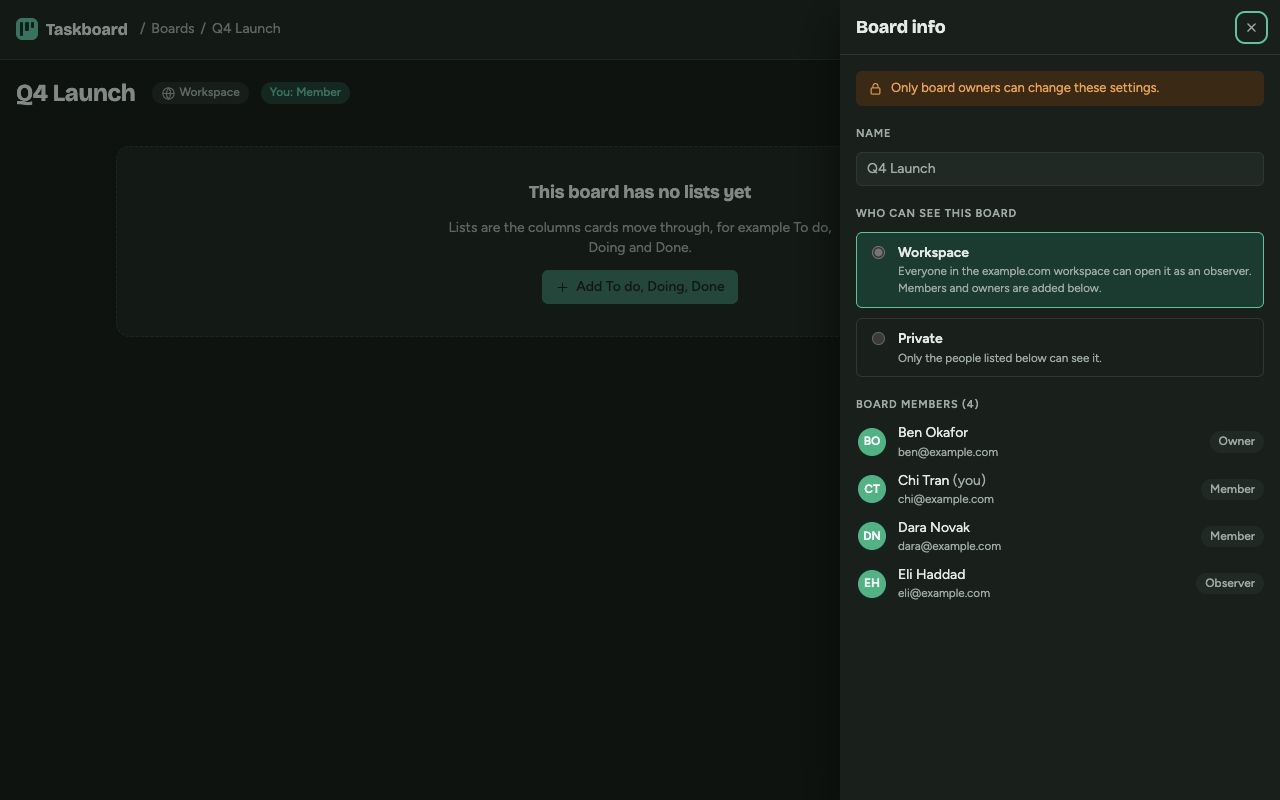 Taskboard / Boards / Q4 Launch
Q4 Launch
Workspace
You: Member
This board has no lists yet
Lists are the columns cards move through, for example To do,
Doing and Done.
+ Add To do, Doing, Done
Board info
Only board owners can change these settings.
NAME
Q4 Launch
WHO CAN SEE THIS BOARD
Workspace
Everyone in the example.com workspace can open it as an observer.
Members and owners are added below.
Private
Only the people listed below can see it.
BOARD MEMBERS (4)
BO
Ben Okafor
ben@example.com
Owner
CT
Chi Tran (you)
chi@example.com
Member
DN
Dara Novak
dara@example.com
Member
EH
Eli Haddad
eli@example.com
Observer